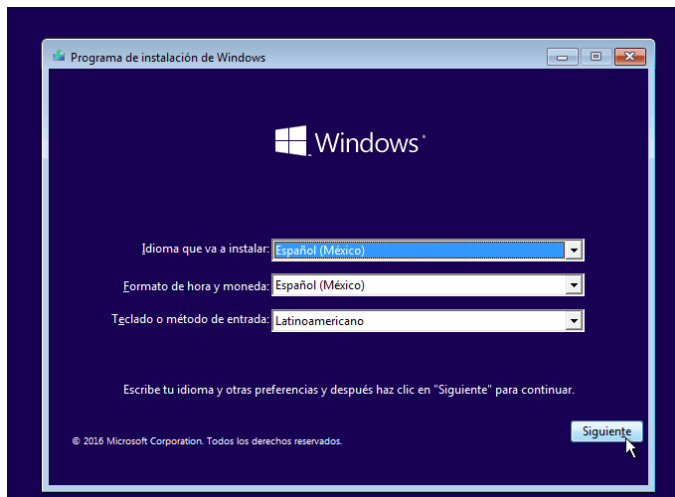 Programa de instalación de Windows
Windows
Idioma que va a instalar: Español (México)
Formato de hora y moneda: Español (México)
Teclado o método de entrada: Latinoamericano
Escribe tu idioma y otras preferencias y después haz clic en "Siguiente" para continuar.
Siguiente
© 2016 Microsoft Corporation. Todos los derechos reservados.